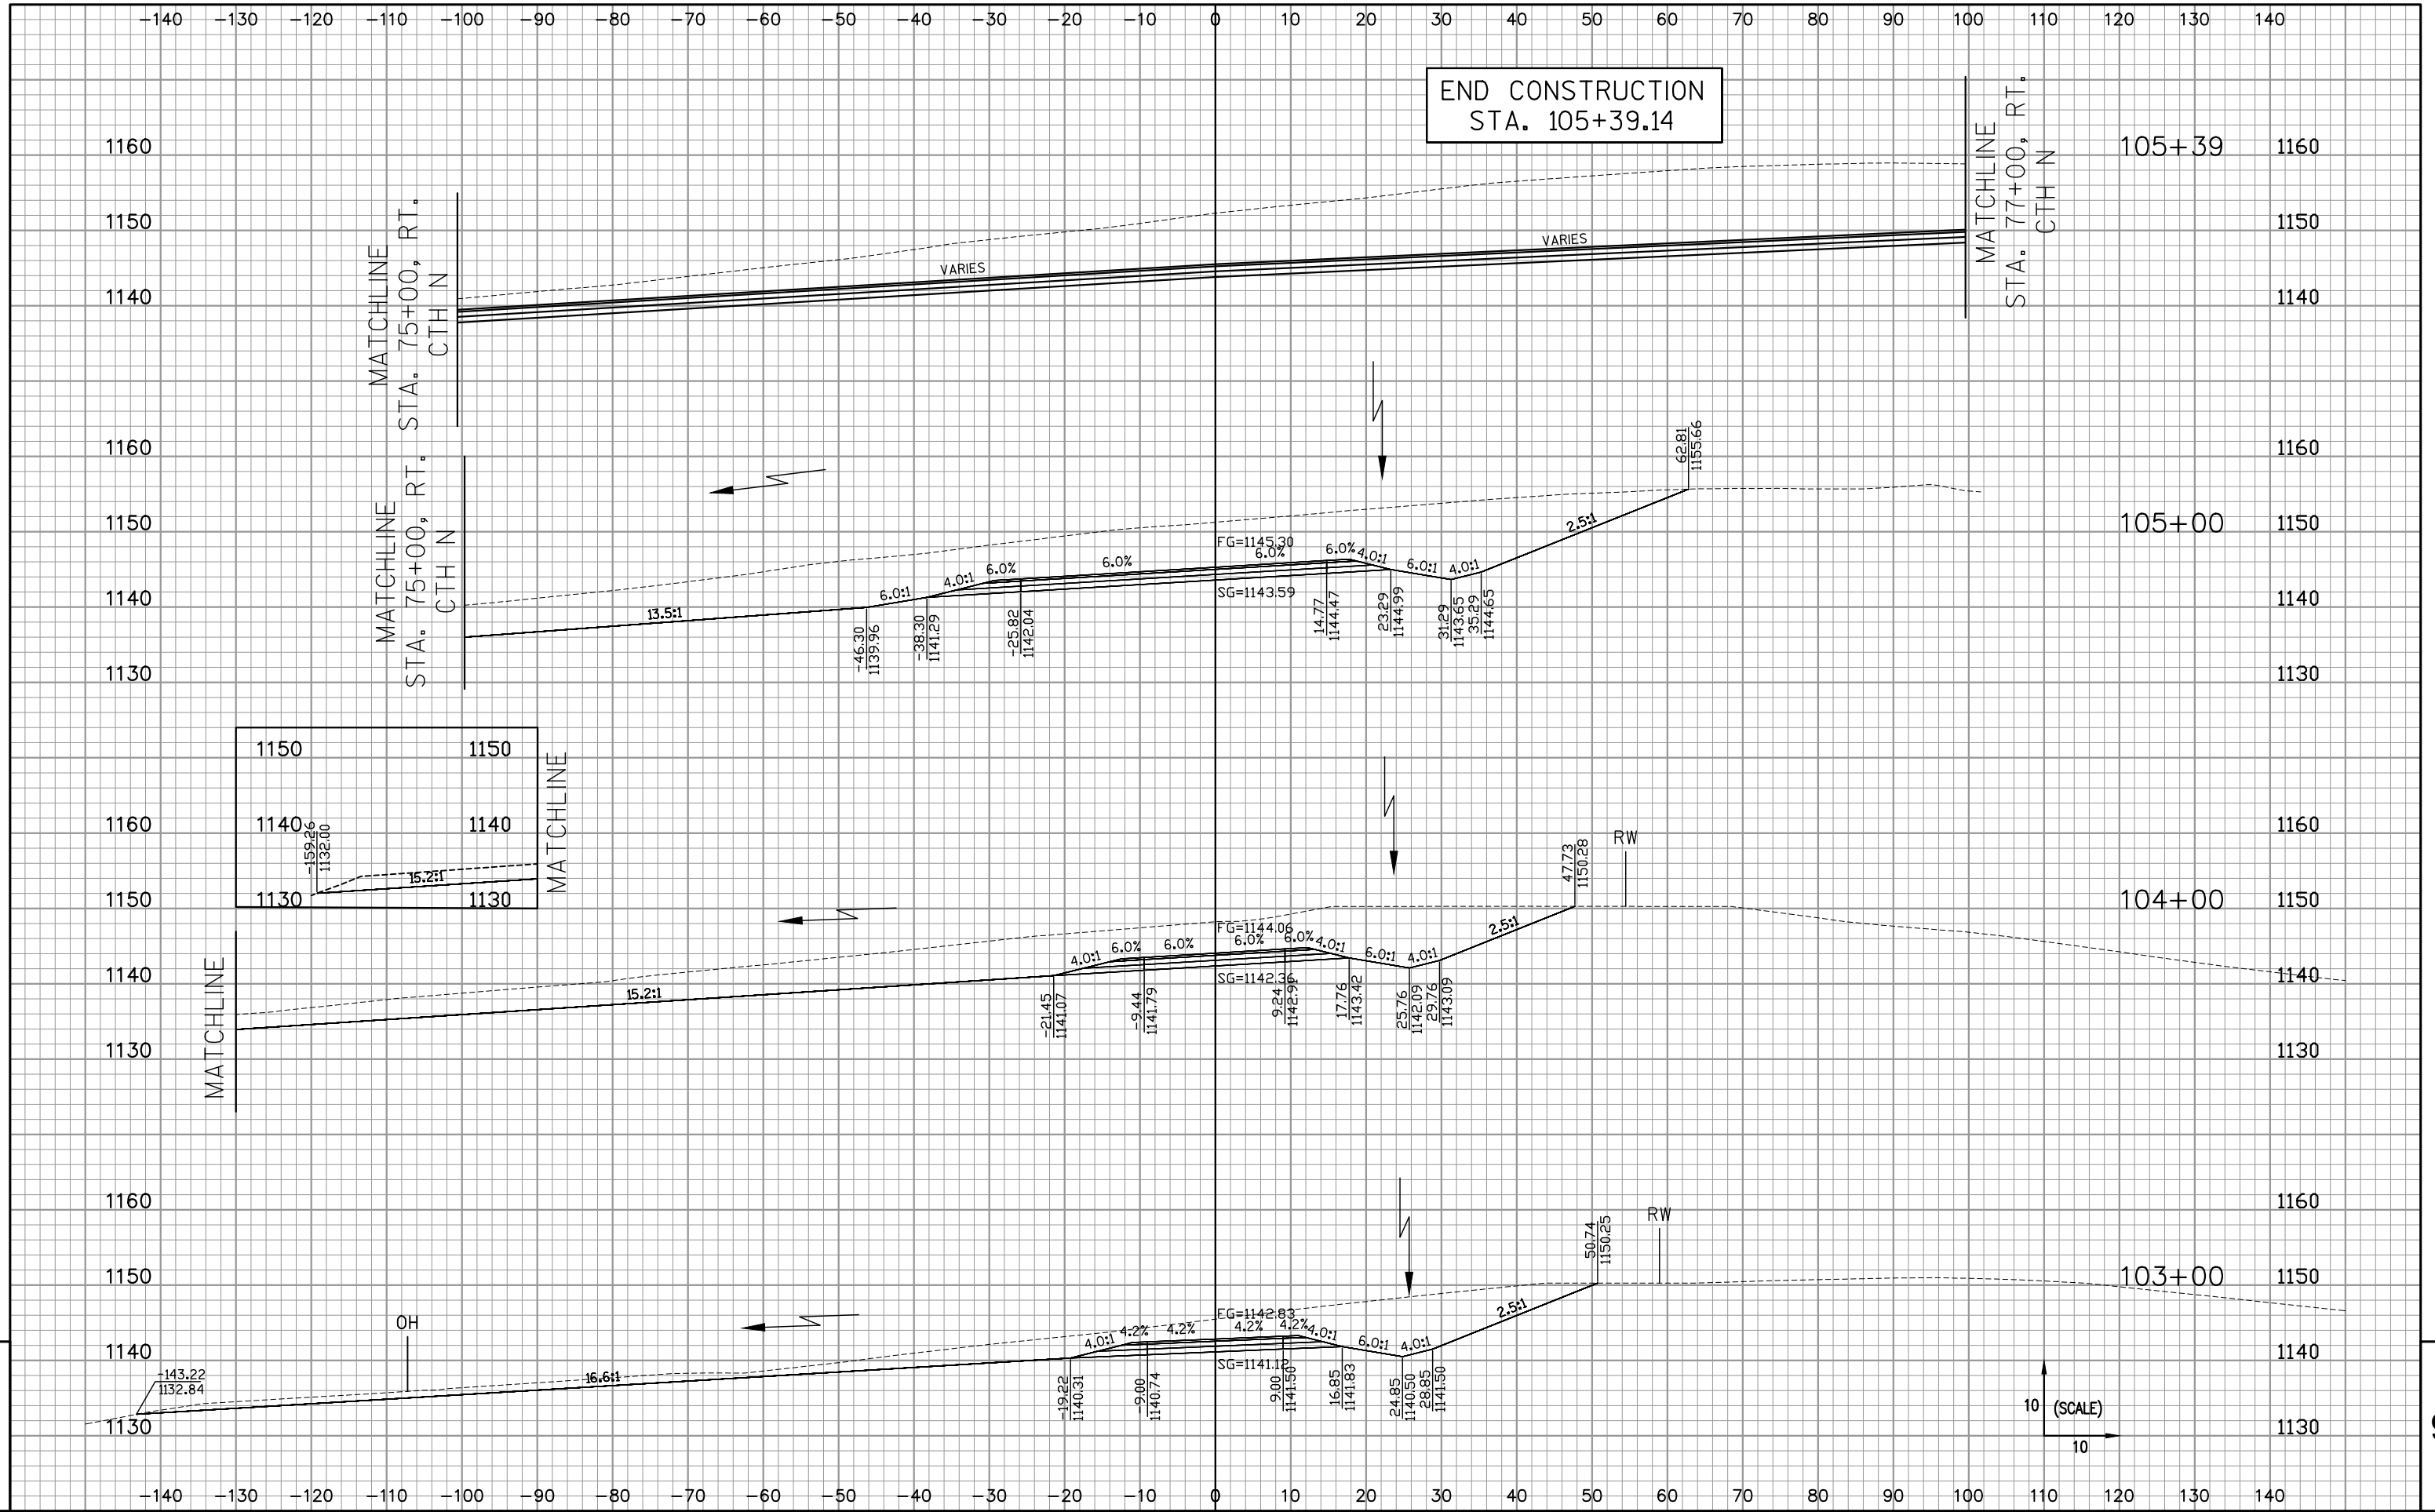 -140 -130 -120 -110 -100 -90 -80 -70 -60 -50 -40 -30 -20 -10 0 10 20 30 40 50 60 70 80 90 100 110 120 130 140
END CONSTRUCTION
STA. 105+39.14
1160 105+39 1160
1150 1150
1140 1140
MATCHLINE
STA. 75+00, RT.
CTH N
VARIES
VARIES
MATCHLINE
STA. 77+00, RT.
CTH N
1160 1160
1150 105+00 1150
1140 1140
1130 1130
MATCHLINE
STA. 75+00, RT.
CTH N
62.81
1155.66
2.5:1
FG=1145.30
13.5:1 6.0:1 4.0:1 6.0% 6.0% 6.0% 6.0% 4.0:1 6.0:1 4.0:1
SG=1143.59
-46.30
1139.96
-38.30
1141.29
-25.82
1142.04
14.77
1144.47
23.29
1144.99
31.29
1143.65
35.29
1144.65
1150 1150
1140 1140
1130 1130
-159.26
1132.00
15.2:1
MATCHLINE
1160 1160
1150 104+00 1150
1140 1140
1130 1130
MATCHLINE
47.73
1150.28
RW
2.5:1
FG=1144.06
15.2:1 4.0:1 6.0% 6.0% 6.0% 6.0% 4.0:1 6.0:1 4.0:1
SG=1142.36
-21.45
1141.07
-9.44
1141.79
9.24
1142.91
17.76
1143.42
25.76
1142.09
29.76
1143.09
1160 1160
1150 103+00 1150
1140 1140
1130 1130
50.74
1150.25
RW
OH
2.5:1
FG=1142.83
16.6:1 4.0:1 4.2% 4.2% 4.2% 4.2% 4.0:1 6.0:1 4.0:1
SG=1141.12
-143.22
1132.84
-19.22
1140.31
-9.00
1140.74
9.00
1141.50
16.85
1141.83
24.85
1140.50
28.85
1141.50
10 (SCALE)
10
-140 -130 -120 -110 -100 -90 -80 -70 -60 -50 -40 -30 -20 -10 0 10 20 30 40 50 60 70 80 90 100 110 120 130 140